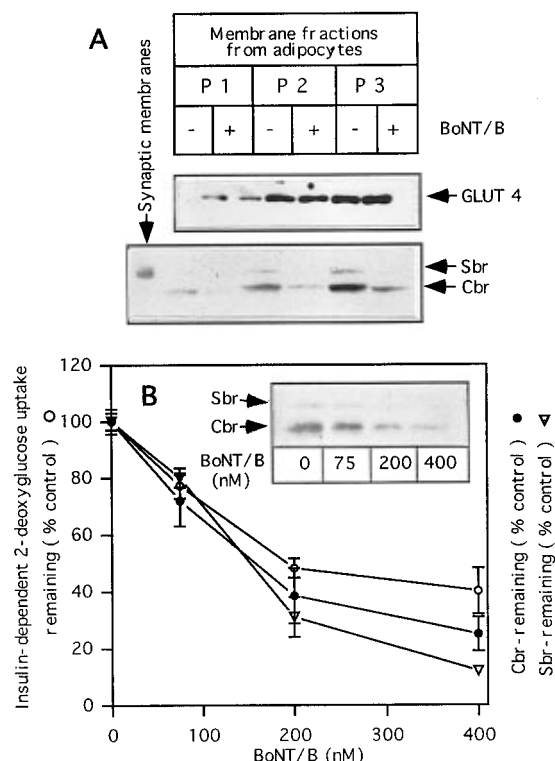 A
Membrane fractions
from adipocytes
P 1 P 2 P 3
- + - + - +
BoNT/B
Synaptic membranes
GLUT 4
Sbr
Cbr
B
Sbr
Cbr
BoNT/B
(nM)
0 75 200 400
120
100
80
60
40
20
0
0 100 200 300 400
BoNT/B (nM)
Insulin-dependent 2-deoxyglucose uptake
remaining ( % control )
Cbr-remaining ( % control )
Sbr-remaining ( % control )